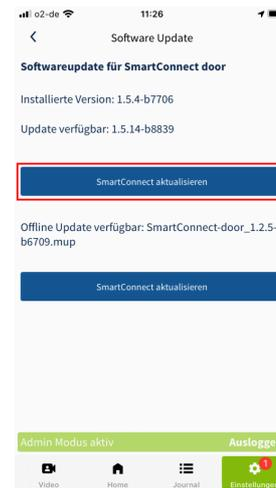 o2-de 11:26
Software Update
Softwareupdate für SmartConnect door
Installierte Version: 1.5.4-b7706
Update verfügbar: 1.5.14-b8839
SmartConnect aktualisieren
Offline Update verfügbar: SmartConnect-door_1.2.5-
b6709.mup
SmartConnect aktualisieren
Admin Modus aktiv Auslogge
1
Video Home Journal Einstellungen